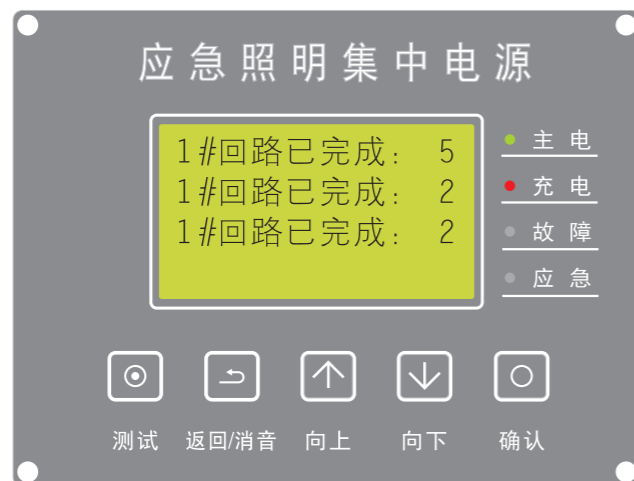 应急照明集中电源
1#回路已完成： 5
1#回路已完成： 2
1#回路已完成： 2
主电
充电
故障
应急
测试 返回/消音 向上 向下 确认